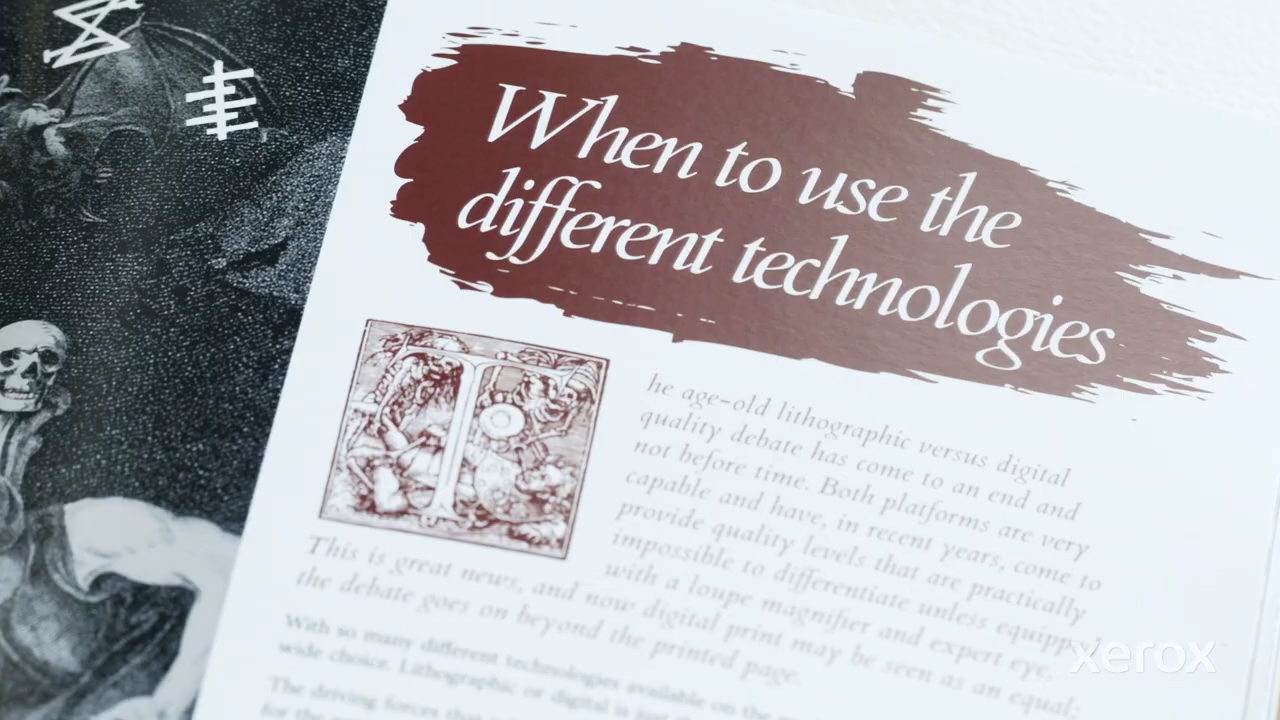 When to use the
different technologies
T
he age-old lithographic versus digital
quality debate has come to an end and
not before time. Both platforms are very
capable and have, in recent years, come to
provide quality levels that are practically
impossible to differentiate unless equipped
with a loupe magnifier and expert eye.
This is great news, and now digital print may be seen as an equal;
the debate goes on beyond the printed page.
With so many different technologies available on the
wide choice. Lithographic or digital is just the
The driving forces that
for the
xerox